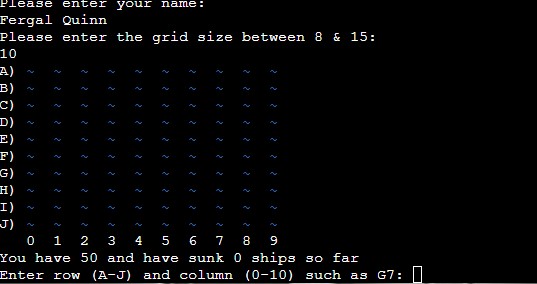 Please enter your name:
Fergal Quinn
Please enter the grid size between 8 & 15:
10
A) ~ ~ ~ ~ ~ ~ ~ ~ ~ ~
B) ~ ~ ~ ~ ~ ~ ~ ~ ~ ~
C) ~ ~ ~ ~ ~ ~ ~ ~ ~ ~
D) ~ ~ ~ ~ ~ ~ ~ ~ ~ ~
E) ~ ~ ~ ~ ~ ~ ~ ~ ~ ~
F) ~ ~ ~ ~ ~ ~ ~ ~ ~ ~
G) ~ ~ ~ ~ ~ ~ ~ ~ ~ ~
H) ~ ~ ~ ~ ~ ~ ~ ~ ~ ~
I) ~ ~ ~ ~ ~ ~ ~ ~ ~ ~
J) ~ ~ ~ ~ ~ ~ ~ ~ ~ ~
0 1 2 3 4 5 6 7 8 9
You have 50 and have sunk 0 ships so far
Enter row (A-J) and column (0-10) such as G7: